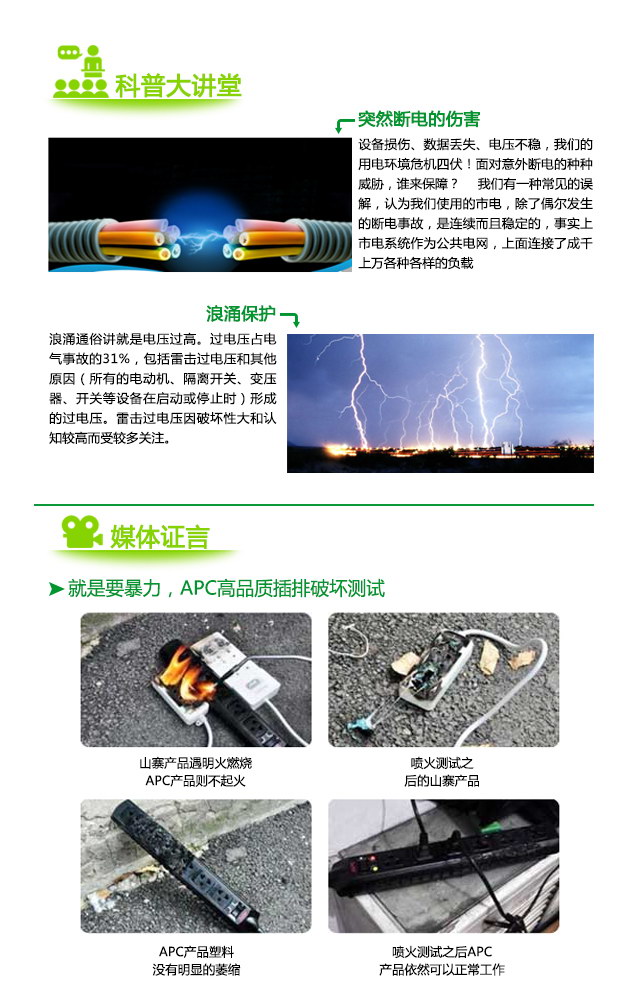 科普大讲堂
突然断电的伤害
设备损伤、数据丢失、电压不稳，我们的
用电环境危机四伏！面对意外断电的种种
威胁，谁来保障？ 我们有一种常见的误
解，认为我们使用的市电，除了偶尔发生
的断电事故，是连续而且稳定的，事实上
市电系统作为公共电网，上面连接了成千
上万各种各样的负载
浪涌保护
浪涌通俗讲就是电压过高。过电压占电
气事故的31%，包括雷击过电压和其他
原因（所有的电动机、隔离开关、变压
器、开关等设备在启动或停止时）形成
的过电压。雷击过电压因破坏性大和认
知较高而受较多关注。
媒体证言
就是要暴力，APC高品质插排破坏测试
山寨产品遇明火燃烧
APC产品则不起火
喷火测试之
后的山寨产品
APC产品塑料
没有明显的萎缩
喷火测试之后APC
产品依然可以正常工作